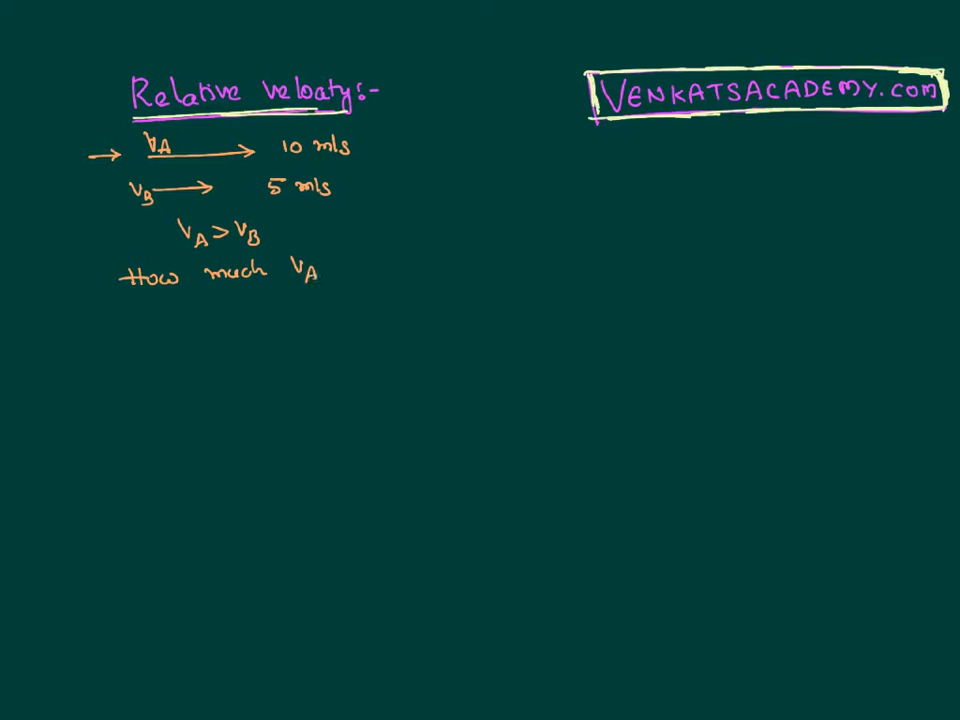 Relative velocity:-
VENKATSACADEMY.COM
→ VA → 10 m/s
VB → 5 m/s
VA > VB
How much VA